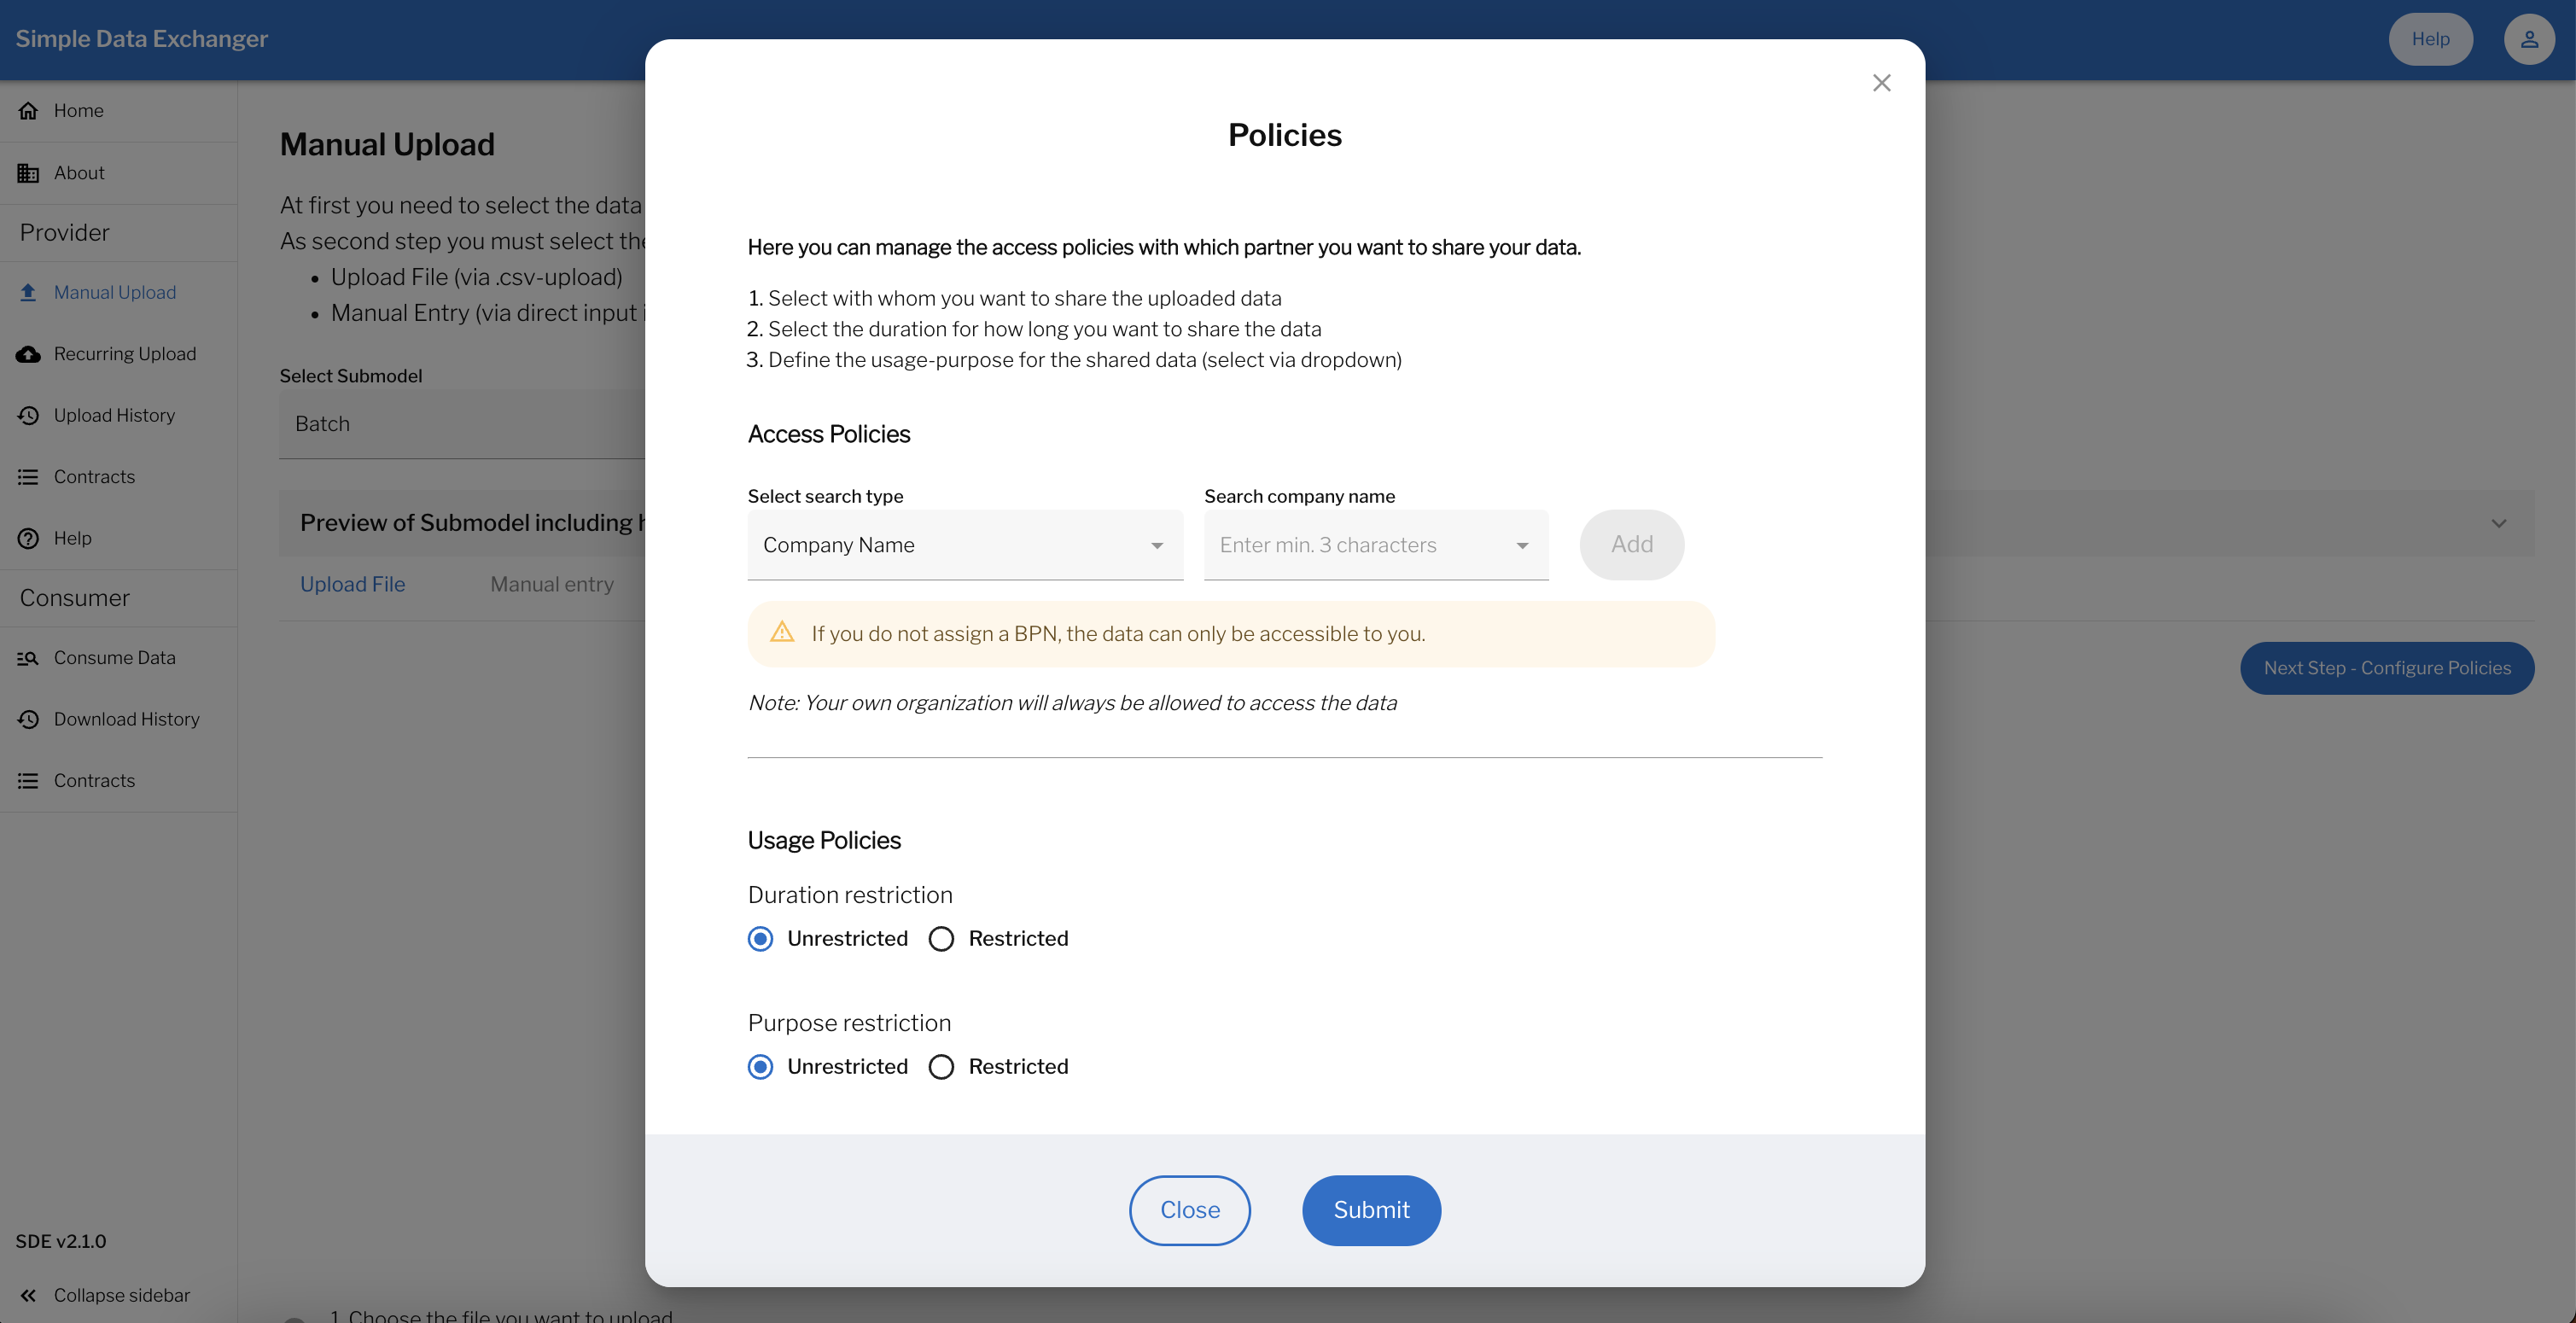 Simple Data Exchanger
Help
Home
About
Provider
Manual Upload
Recurring Upload
Upload History
Contracts
Help
Consumer
Consume Data
Download History
Contracts
SDE v2.1.0
Collapse sidebar
Manual Upload
At first you need to select the data
As second step you must select the
• Upload File (via .csv-upload)
• Manual Entry (via direct input
Select Submodel
Batch
Preview of Submodel including
Upload File
Manual entry
Next Step - Configure Policies
1. Choose the file you want to upload
Policies
Here you can manage the access policies with which partner you want to share your data.
1. Select with whom you want to share the uploaded data
2. Select the duration for how long you want to share the data
3. Define the usage-purpose for the shared data (select via dropdown)
Access Policies
Select search type
Company Name
Search company name
Enter min. 3 characters
Add
If you do not assign a BPN, the data can only be accessible to you.
Note: Your own organization will always be allowed to access the data
Usage Policies
Duration restriction
Unrestricted
Restricted
Purpose restriction
Unrestricted
Restricted
Close
Submit